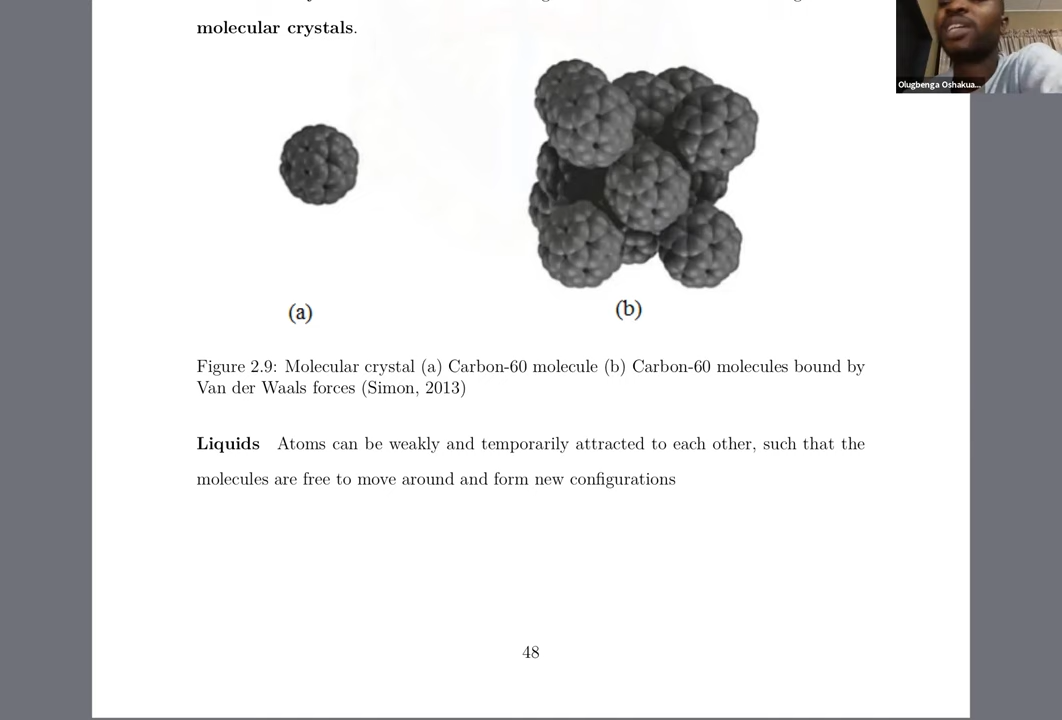 molecular crystals.
Olugbenga Oshakua...
(a)
(b)
Figure 2.9: Molecular crystal (a) Carbon-60 molecule (b) Carbon-60 molecules bound by
Van der Waals forces (Simon, 2013)
Liquids Atoms can be weakly and temporarily attracted to each other, such that the
molecules are free to move around and form new configurations
48